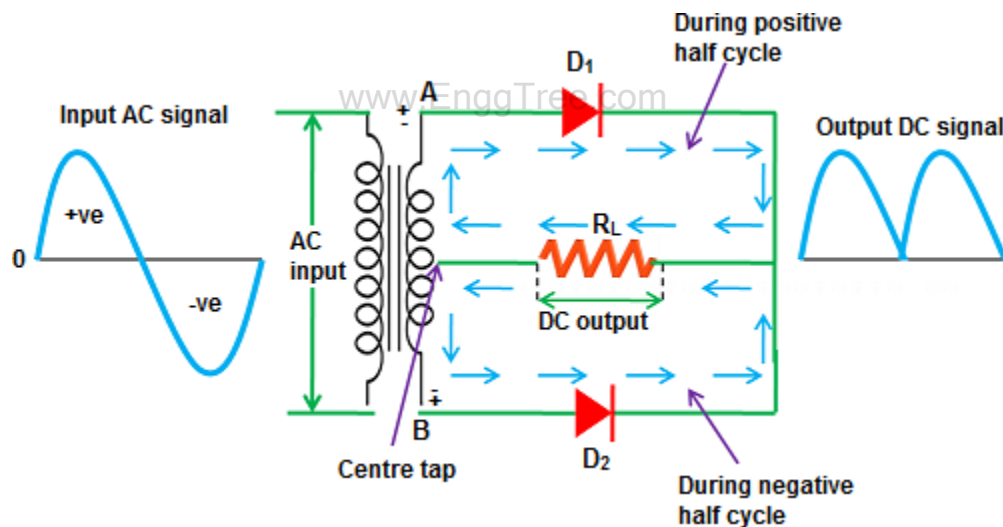 During positive
half cycle
D1
www.EnggTree.com
A
Input AC signal
+
-
Output DC signal
+ve
RL
0
AC
input
-ve
DC output
-
+
B
D2
Centre tap
During negative
half cycle